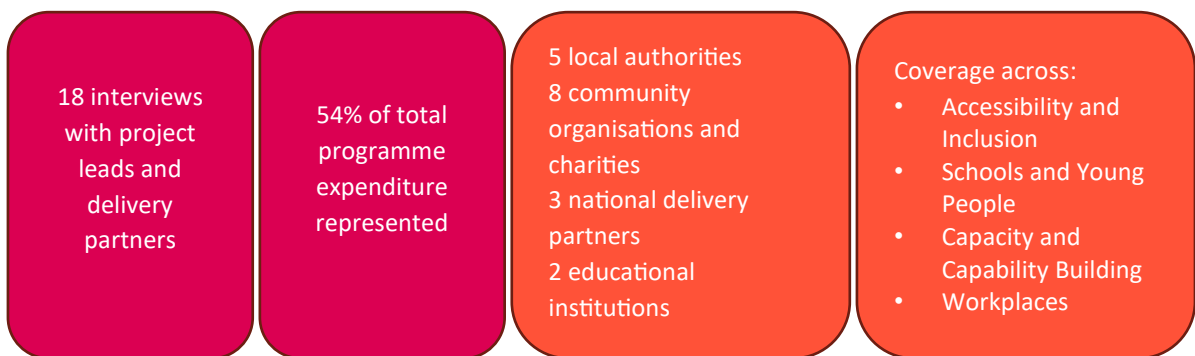 18 interviews
with project
leads and
delivery
partners
54% of total
programme
expenditure
represented
5 local authorities
8 community
organisations and
charities
3 national delivery
partners
2 educational
institutions
Coverage across:
• Accessibility and
Inclusion
• Schools and Young
People
• Capacity and
Capability Building
• Workplaces